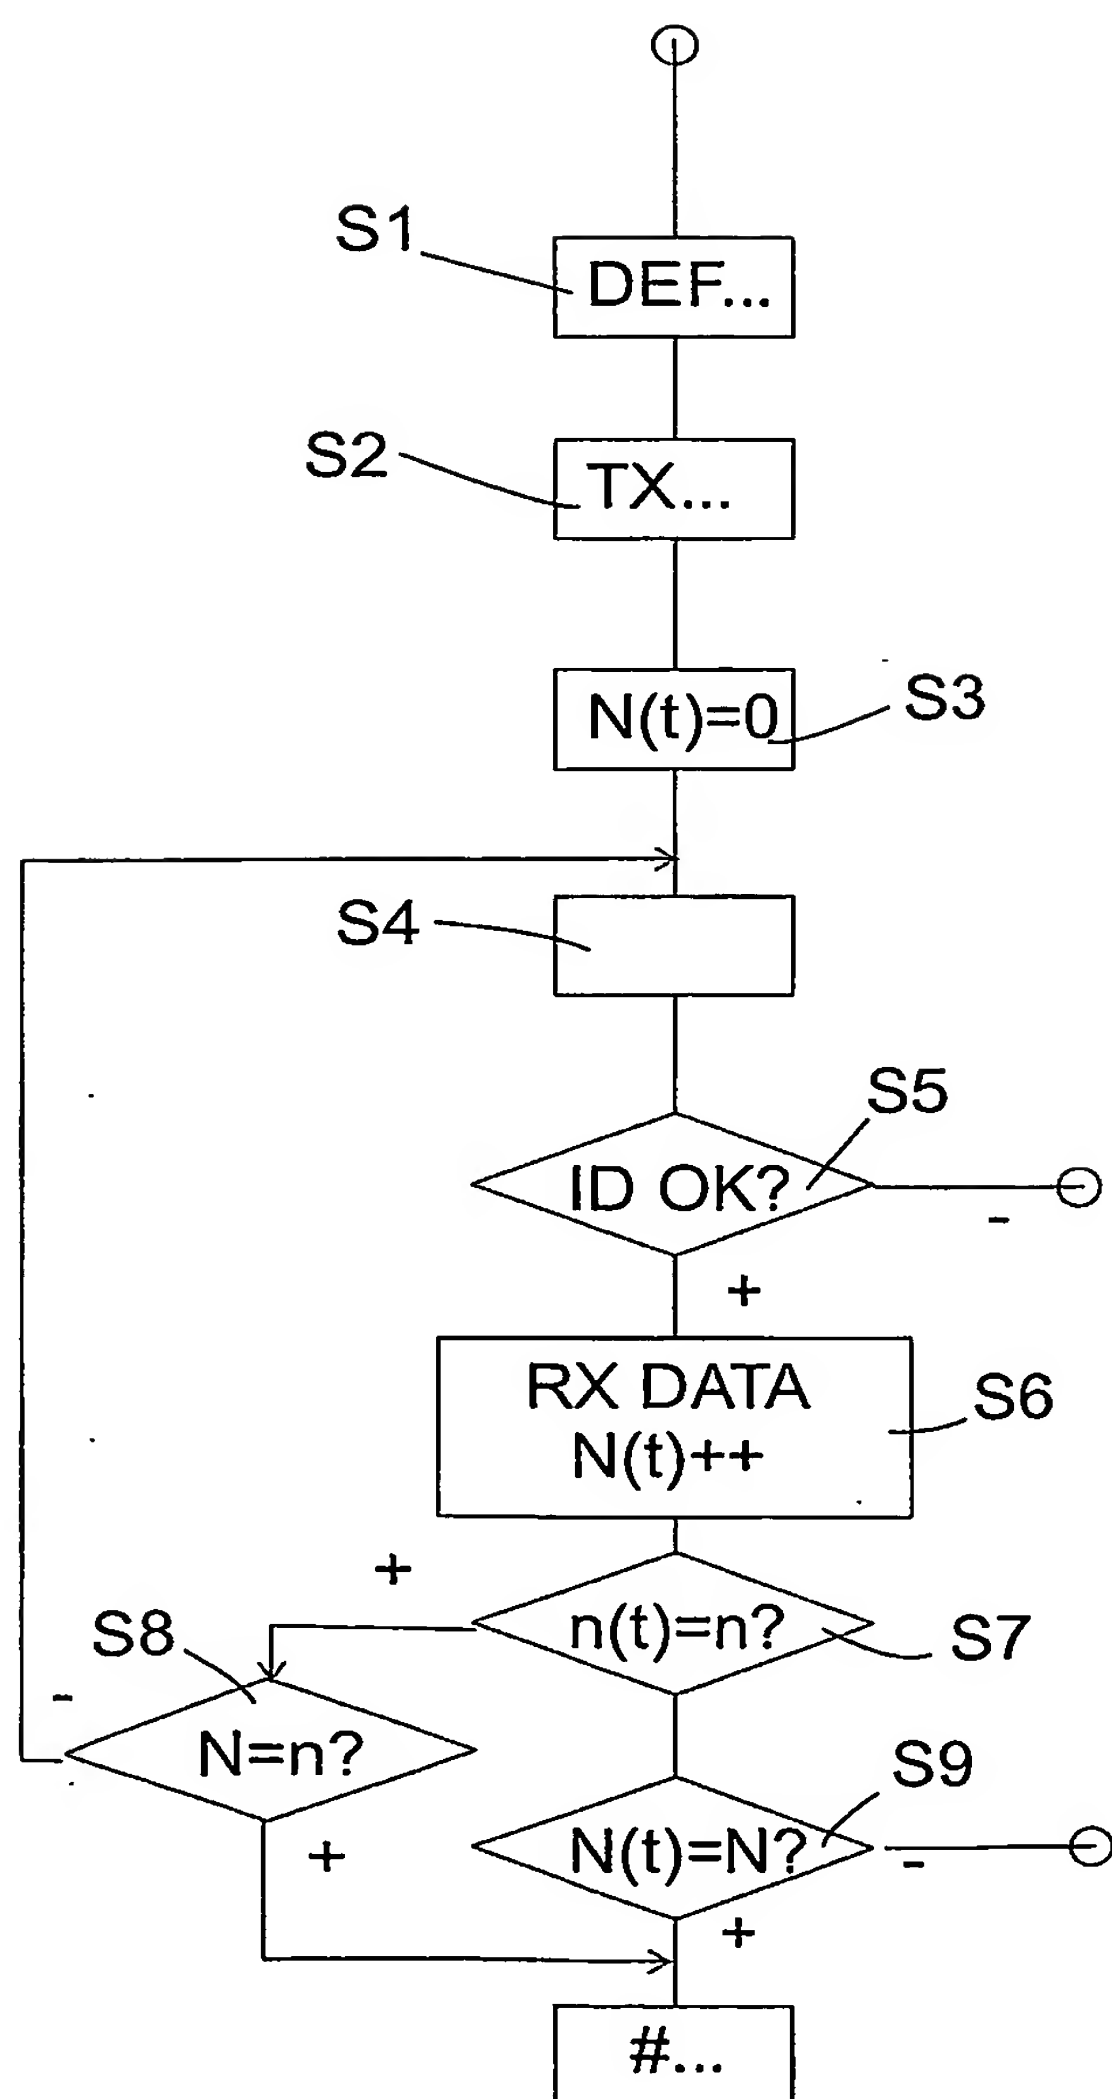 S1
DEF...
S2
TX...
N(t)=0
S3
S4
S5
ID OK?
-
+
RX DATA
N(t)++
S6
+
n(t)=n?
S7
S8
-
N=n?
S9
+
N(t)=N?
-
+
#...